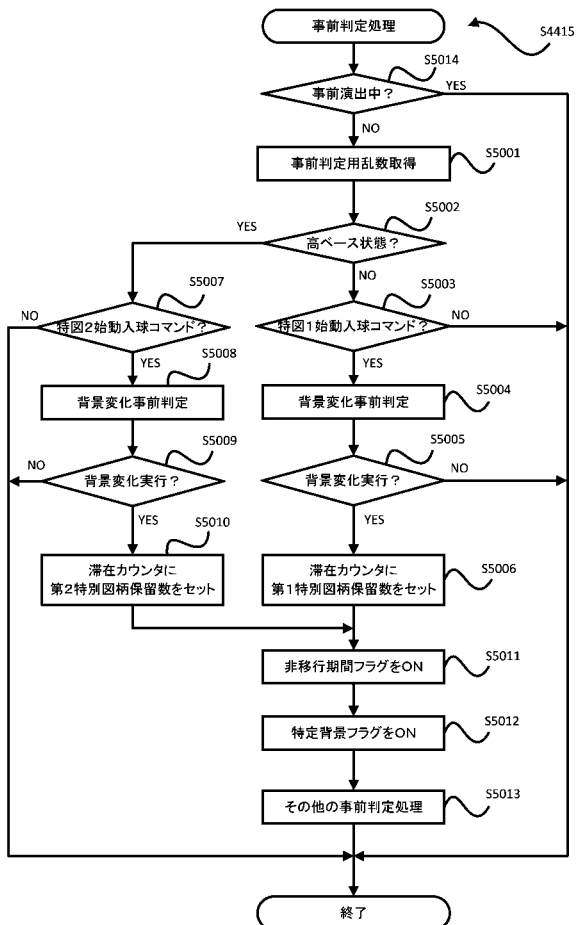 事前判定処理
S4415
S5014
事前演出中？
YES
NO
事前判定用乱数取得
S5001
S5002
YES
高ベース状態？
NO
S5007
S5003
NO
特図2始動入球コマンド？
特図1始動入球コマンド？
NO
YES
S5008
YES
背景変化事前判定
背景変化事前判定
S5004
S5009
S5005
NO
背景変化実行？
背景変化実行？
NO
YES
S5010
YES
滞在カウンタに
第2特別図柄保留数をセット
滞在カウンタに
第1特別図柄保留数をセット
S5006
非移行期間フラグをON
S5011
特定背景フラグをON
S5012
その他の事前判定処理
S5013
終了